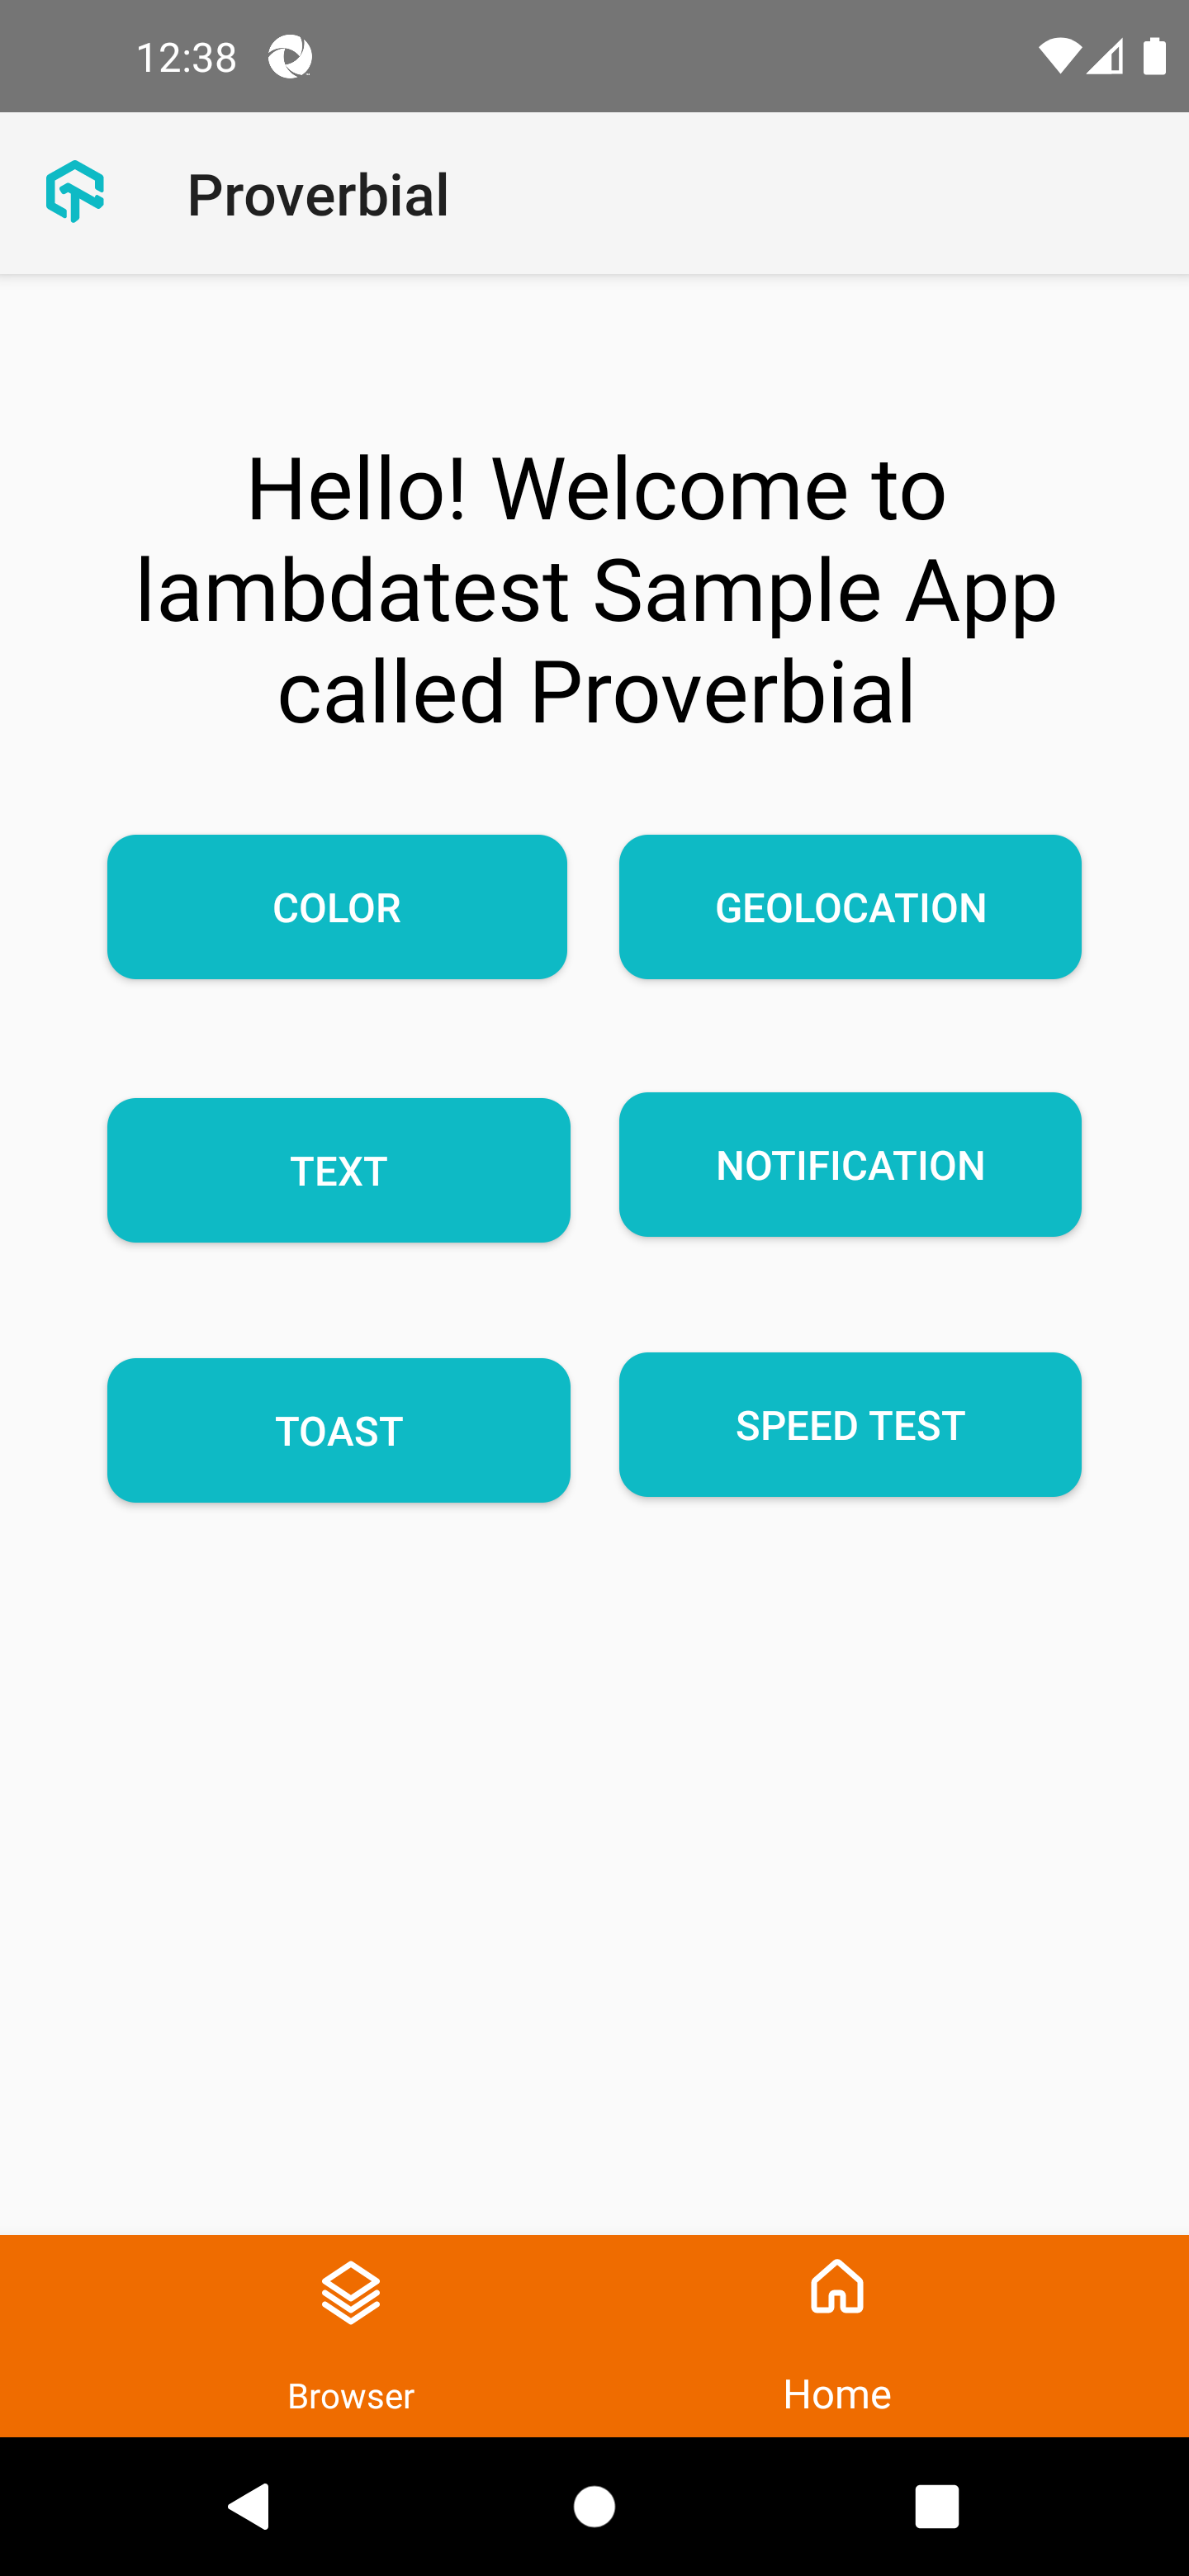 12:38
Proverbial
Hello! Welcome to
lambdatest Sample App
called Proverbial
COLOR
GEOLOCATION
TEXT
NOTIFICATION
TOAST
SPEED TEST
Browser
Home